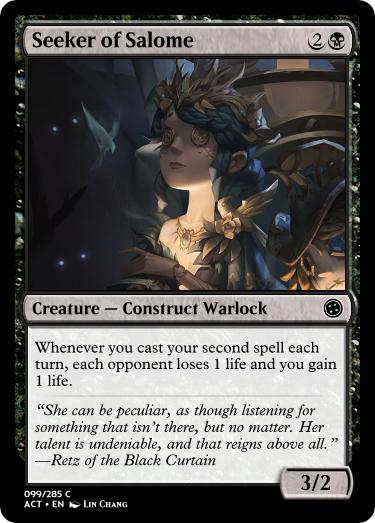 Seeker of Salome 2
Creature — Construct Warlock
Whenever you cast your second spell each
turn, each opponent loses 1 life and you gain
1 life.
“She can be peculiar, as though listening for
something that isn’t there, but no matter. Her
talent is undeniable, and that reigns above all.”
—Retz of the Black Curtain
3/2
099/285 C
ACT • EN Lin Chang